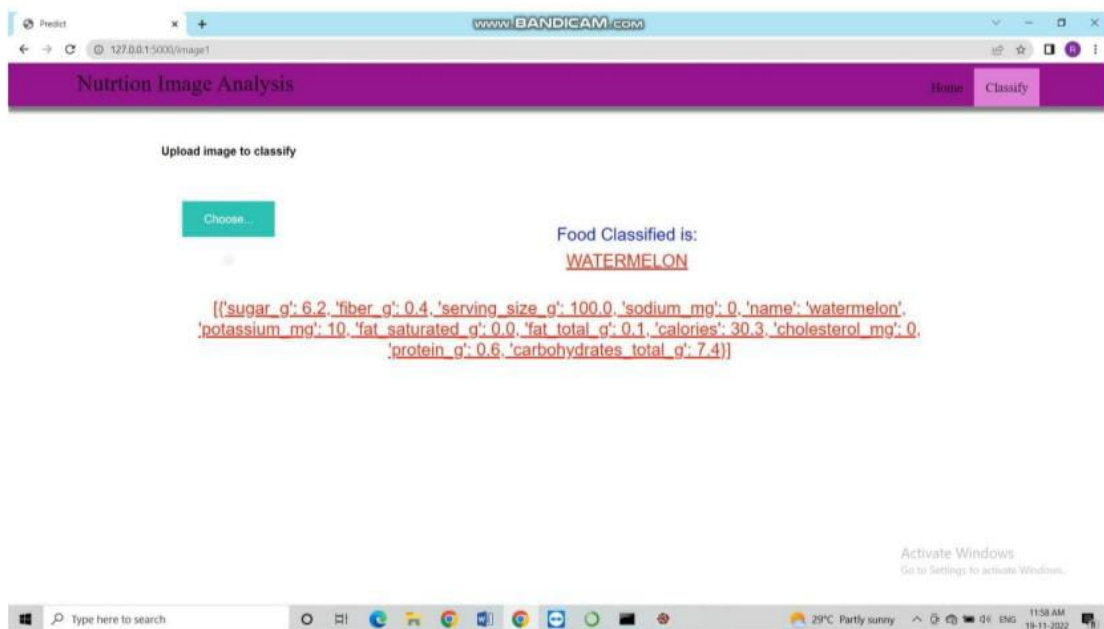 Predict
www.BANDICAM.COM
127.0.0.1:5000/image1
R
Nutrtion Image Analysis
Home
Classify
Upload image to classify
Choose...
Food Classified is:
WATERMELON
[{'sugar_g': 6.2, 'fiber_g': 0.4, 'serving_size_g': 100.0, 'sodium_mg': 0, 'name': 'watermelon',
'potassium_mg': 10, 'fat_saturated_g': 0.0, 'fat_total_g': 0.1, 'calories': 30.3, 'cholesterol_mg': 0,
'protein_g': 0.6, 'carbohydrates_total_g': 7.4}]
Activate Windows
Go to Settings to activate Windows.
Type here to search
29°C Partly sunny
ENG
11:58 AM
19-11-2022